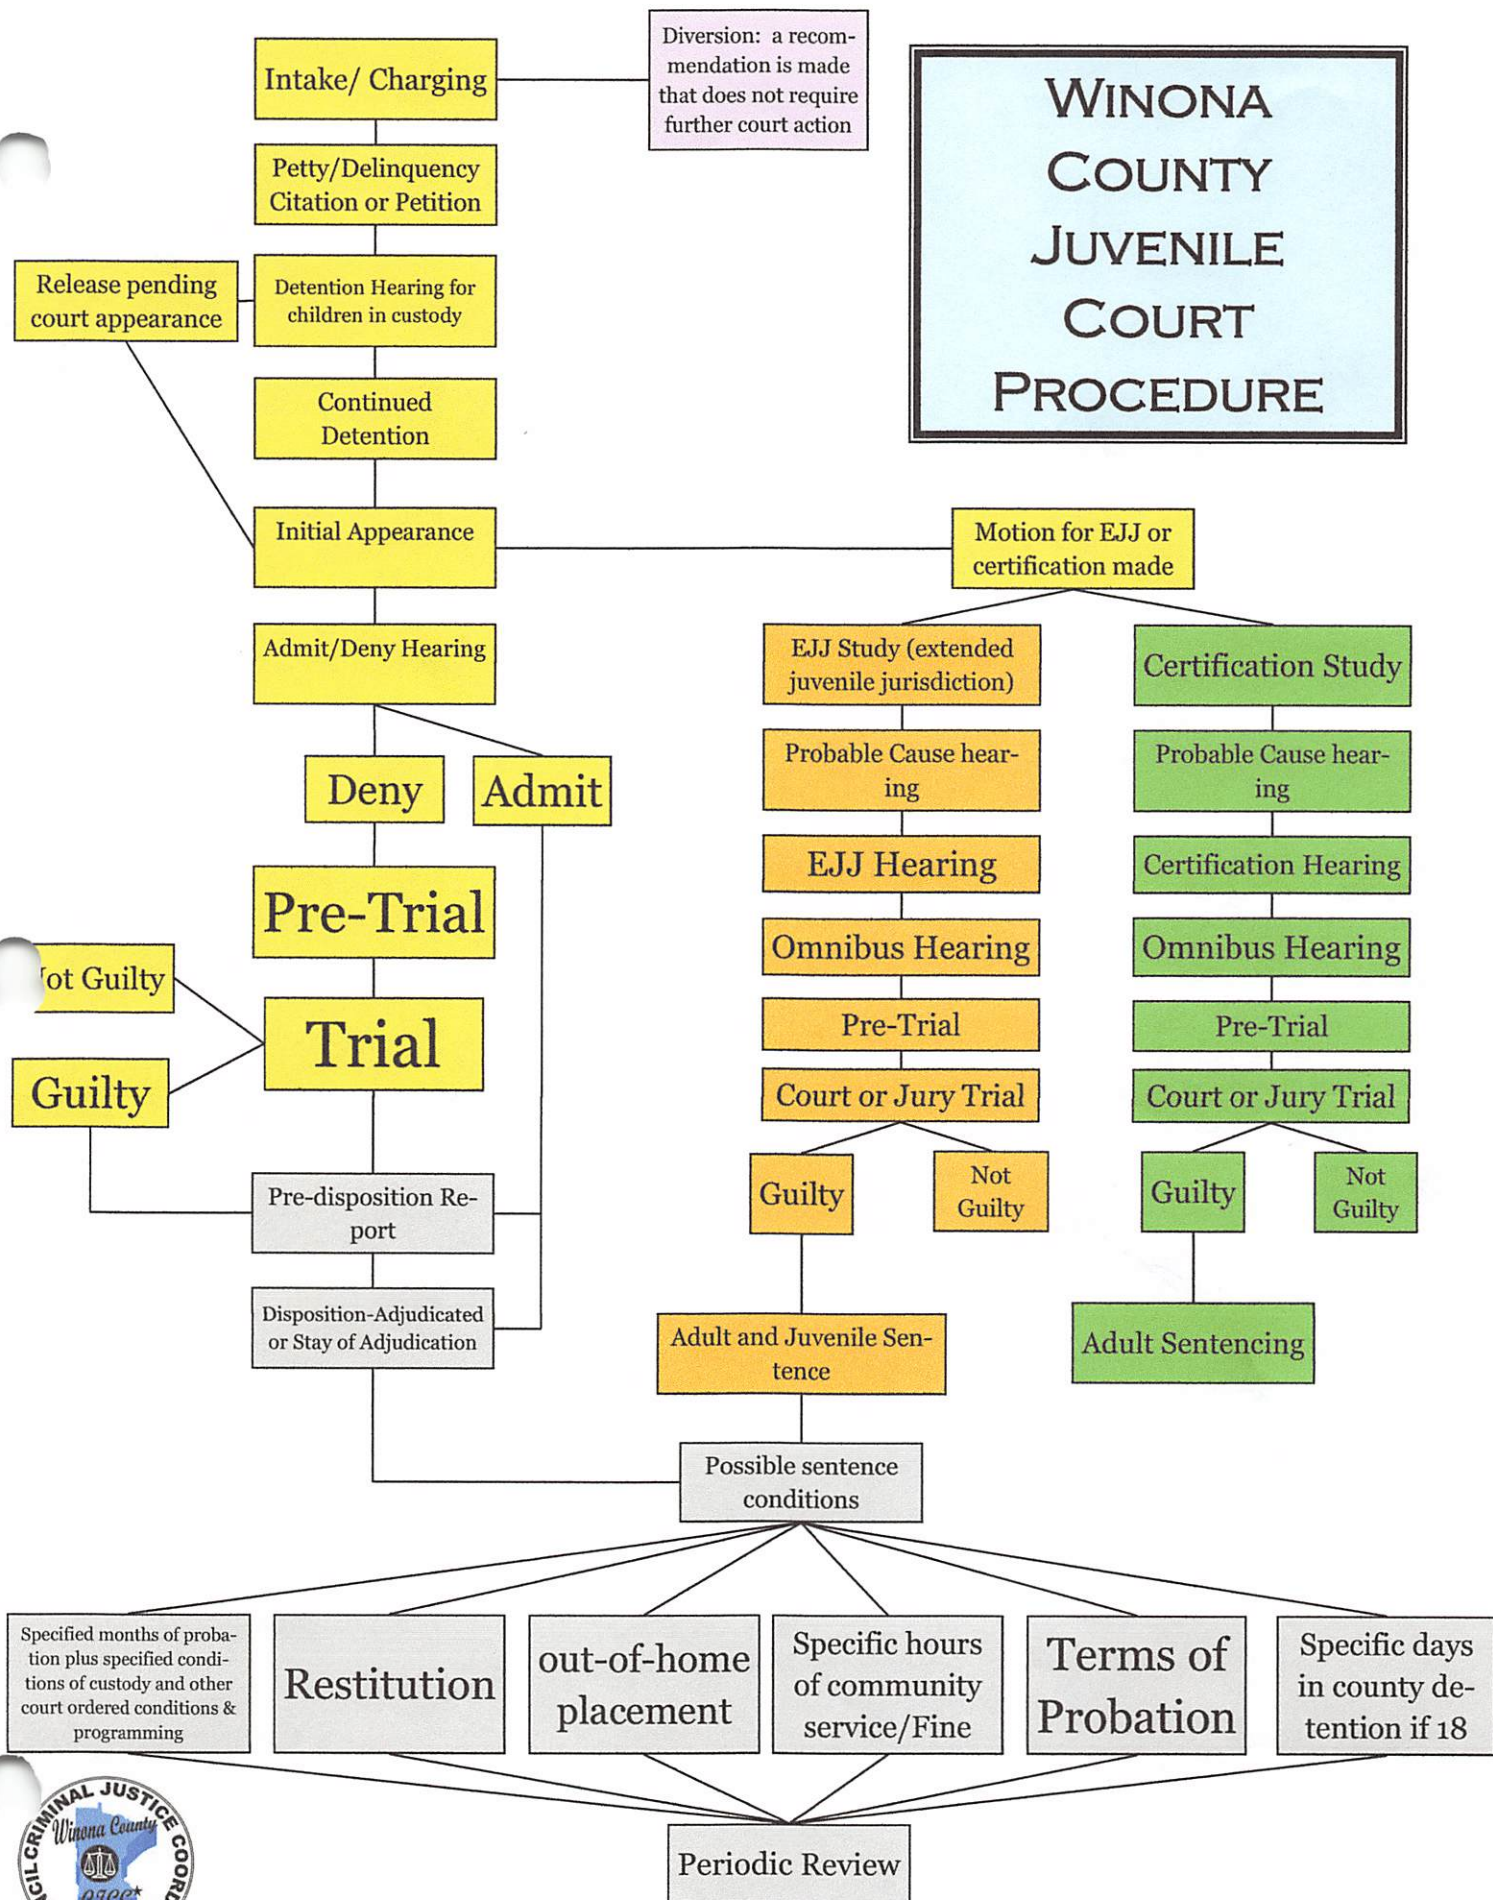 Diversion: a recom-
mendation is made
that does not require
further court action
Intake/ Charging
WINONA
COUNTY
JUVENILE
COURT
PROCEDURE
Petty/Delinquency
Citation or Petition
Release pending
court appearance
Detention Hearing for
children in custody
Continued
Detention
Initial Appearance
Motion for EJJ or
certification made
Admit/Deny Hearing
EJJ Study (extended
juvenile jurisdiction)
Certification Study
Deny
Admit
Probable Cause hear-
ing
Probable Cause hear-
ing
EJJ Hearing
Certification Hearing
Pre-Trial
Omnibus Hearing
Omnibus Hearing
ot Guilty
Trial
Pre-Trial
Pre-Trial
Guilty
Court or Jury Trial
Court or Jury Trial
Guilty
Not
Guilty
Guilty
Not
Guilty
Pre-disposition Re-
port
Disposition-Adjudicated
or Stay of Adjudication
Adult and Juvenile Sen-
tence
Adult Sentencing
Possible sentence
conditions
Specified months of proba-
tion plus specified condi-
tions of custody and other
court ordered conditions &
programming
Restitution
out-of-home
placement
Specific hours
of community
service/Fine
Terms of
Probation
Specific days
in county de-
tention if 18
Periodic Review
CRIMINAL JUSTICE
Winona County